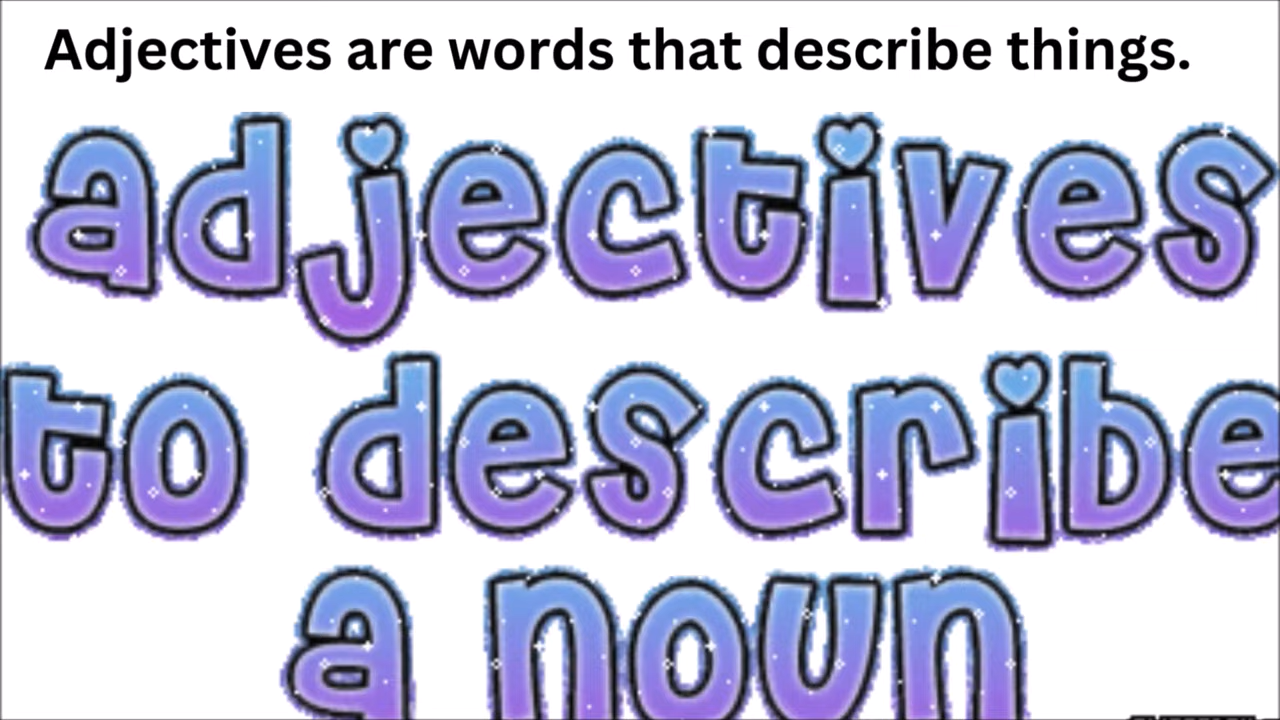 Adjectives are words that describe things.
adjectives
to describe
a noun